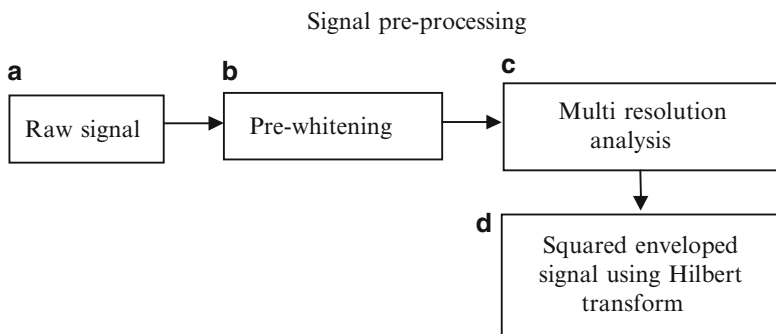 Signal pre-processing
a
Raw signal
b
Pre-whitening
c
Multi resolution
analysis
d
Squared enveloped
signal using Hilbert
transform